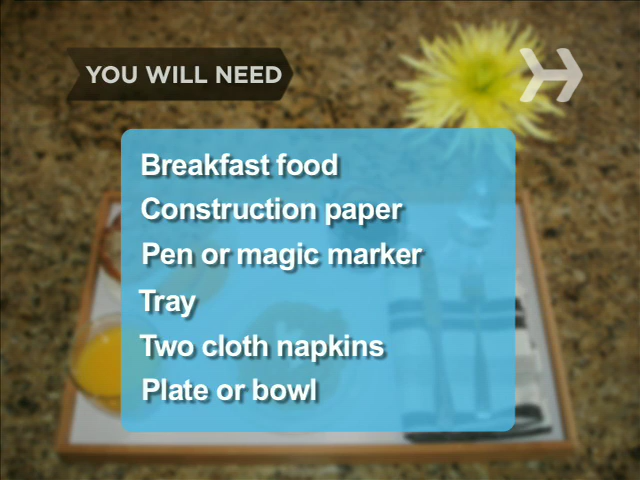 YOU WILL NEED
Breakfast food
Construction paper
Pen or magic marker
Tray
Two cloth napkins
Plate or bowl